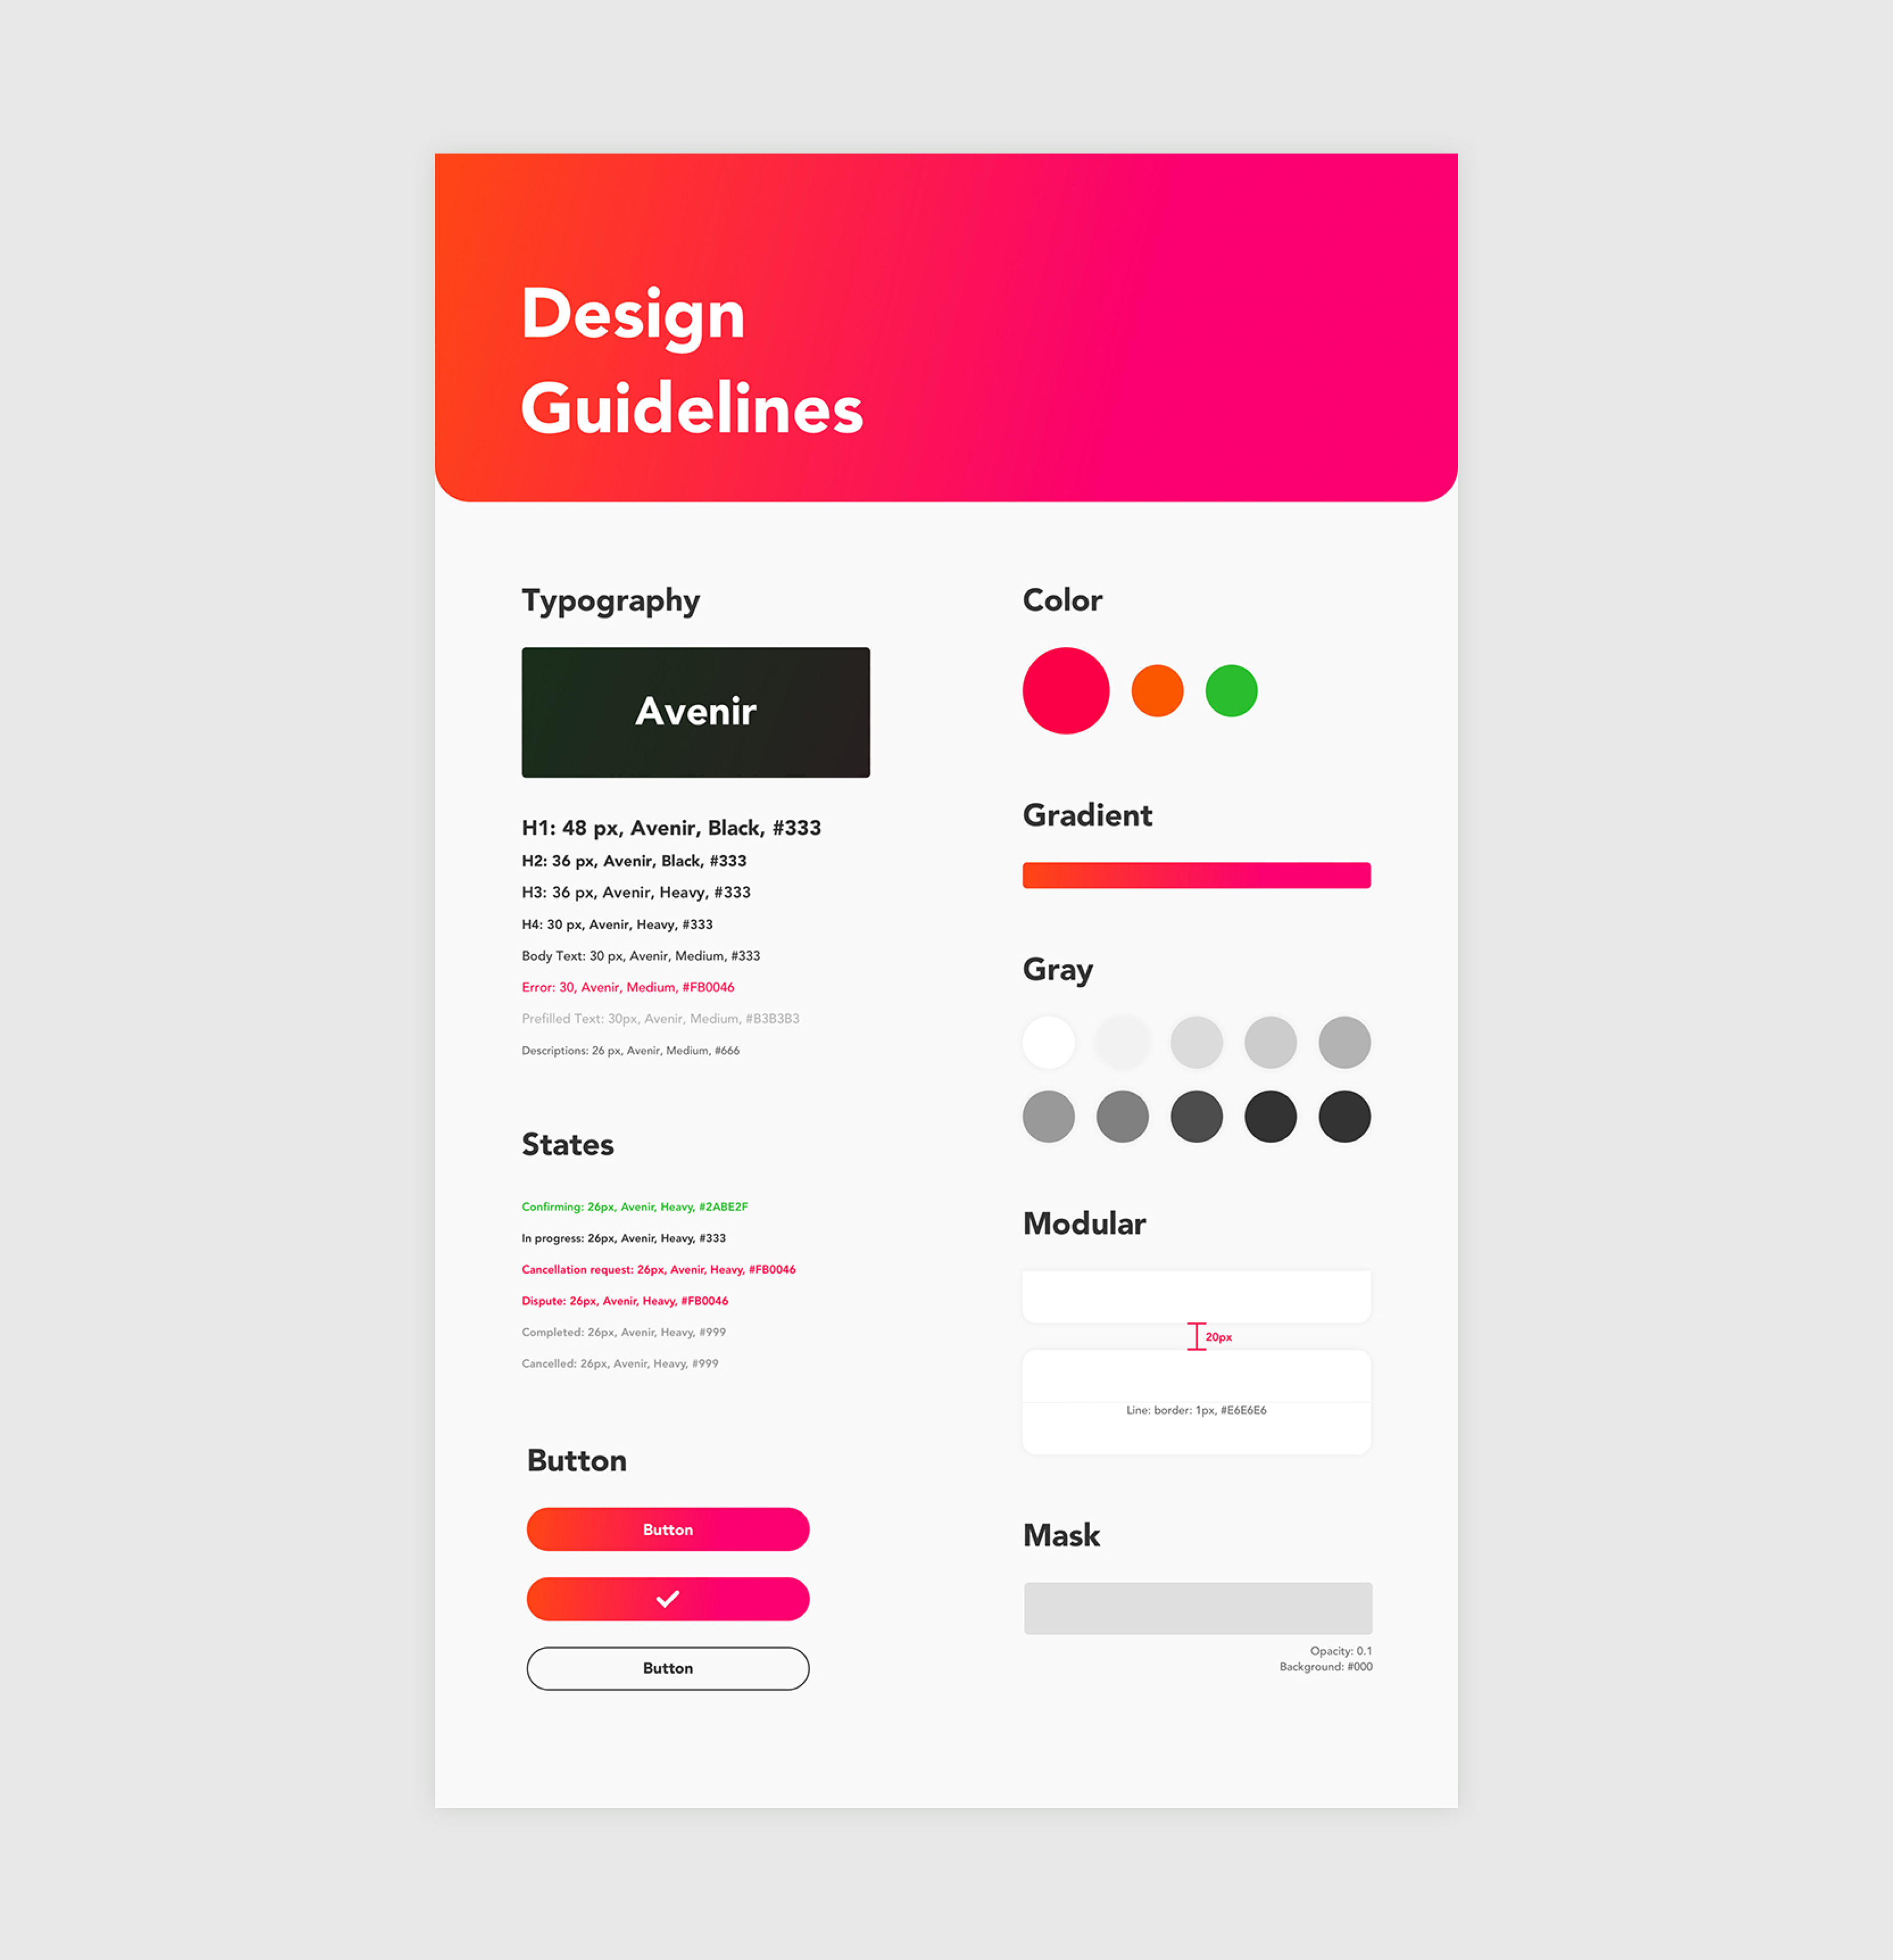 Design
Guidelines
Typography
Avenir
H1: 48 px, Avenir, Black, #333
H2: 36 px, Avenir, Black, #333
H3: 36 px, Avenir, Heavy, #333
H4: 30 px, Avenir, Heavy, #333
Body Text: 30 px, Avenir, Medium, #333
Error: 30, Avenir, Medium, #FB0046
Prefilled Text: 30px, Avenir, Medium, #B3B3B3
Descriptions: 26 px, Avenir, Medium, #666
States
Confirming: 26px, Avenir, Heavy, #2ABE2F
In progress: 26px, Avenir, Heavy, #333
Cancellation request: 26px, Avenir, Heavy, #FB0046
Dispute: 26px, Avenir, Heavy, #FB0046
Completed: 26px, Avenir, Heavy, #999
Cancelled: 26px, Avenir, Heavy, #999
Button
Button
Button
Color
Gradient
Gray
Modular
20px
Line: border: 1px, #E6E6E6
Mask
Opacity: 0.1
Background: #000